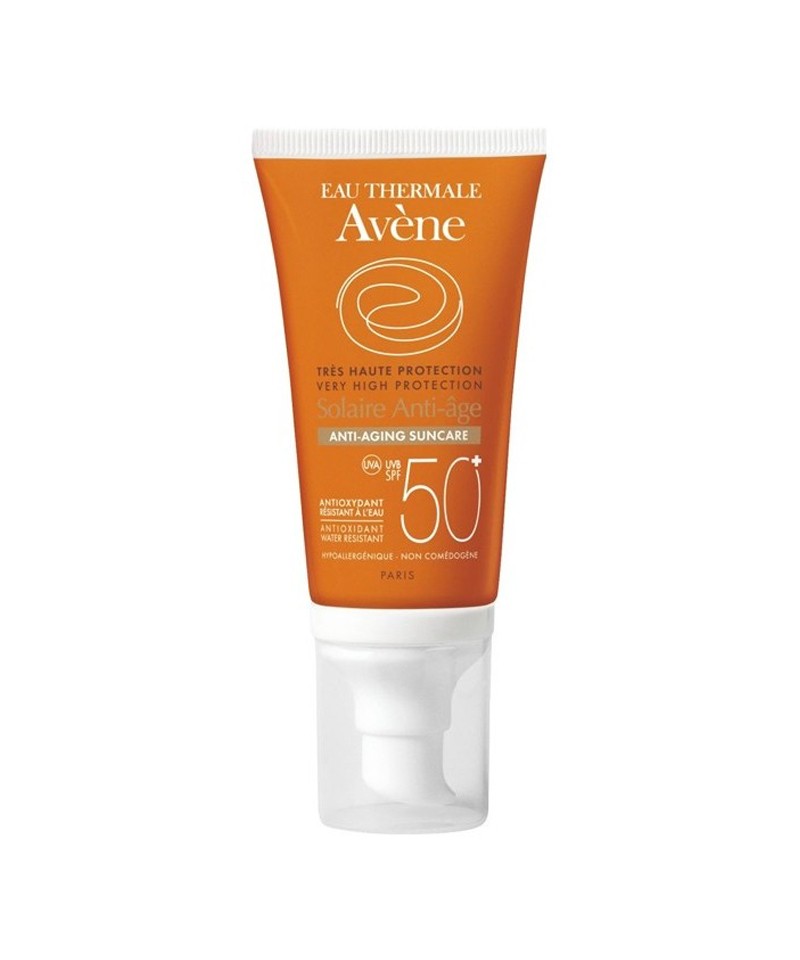 EAU THERMALE
Avène
TRÈS HAUTE PROTECTION
VERY HIGH PROTECTION
Solaire Anti-âge
ANTI-AGING SUNCARE
UVA UVB SPF 50+
ANTIOXYDANT
RÉSISTANT À L'EAU
ANTIOXIDANT
WATER RESISTANT
HYPOALLERGÉNIQUE - NON COMÉDOGÈNE
PARIS